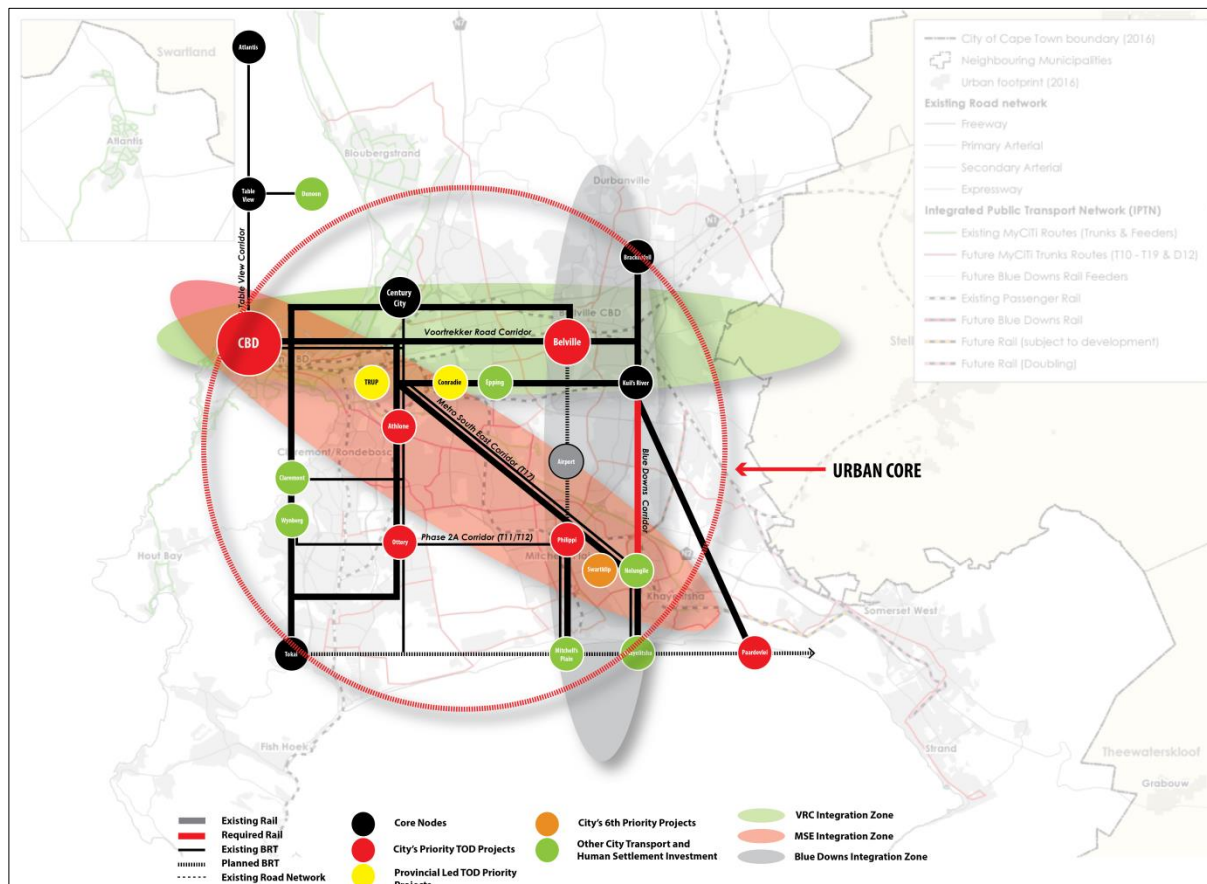 Swartland
Atlantis
Atlantis
Bloubergstrand
Durbanville
N7
N1
Table
View
Dunoon
Table View Corridor
Brackenfell
Century
City
Bellville CBD
CBD
Voortrekker Road Corridor
Belville
TRUP
Conradie
Epping
Kuil's River
Athlone
Metro South East Corridor (T17)
Claremont/Rondebosch
Airport
Blue Downs Corridor
URBAN CORE
Claremont
Wynberg
Ottery
Phase 2A Corridor (T11/T12)
Philippi
Swartklip
Nolungile
N2
Khayelitsha
Hout Bay
Somerset West
Tokai
Mitchell's
Plain
Khayelitsha
Paardevlei
Fish Hoek
Strand
Theewaterskloof
Grabouw
City of Cape Town boundary (2016)
Neighbouring Municipalities
Urban footprint (2016)
Existing Road network
Freeway
Primary Arterial
Secondary Arterial
Expressway
Integrated Public Transport Network (IPTN)
Existing MyCiTi Routes (Trunks & Feeders)
Future MyCiTi Trunks Routes (T10 - T19 & D12)
Future Blue Downs Rail Feeders
Existing Passenger Rail
Future Blue Downs Rail
Future Rail (subject to development)
Future Rail (Doubling)
Existing Rail
Required Rail
Existing BRT
Planned BRT
Existing Road Network
Core Nodes
City's Priority TOD Projects
Provincial Led TOD Priority
Projects
City's 6th Priority Projects
Other City Transport and
Human Settlement Investment
VRC Integration Zone
MSE Integration Zone
Blue Downs Integration Zone